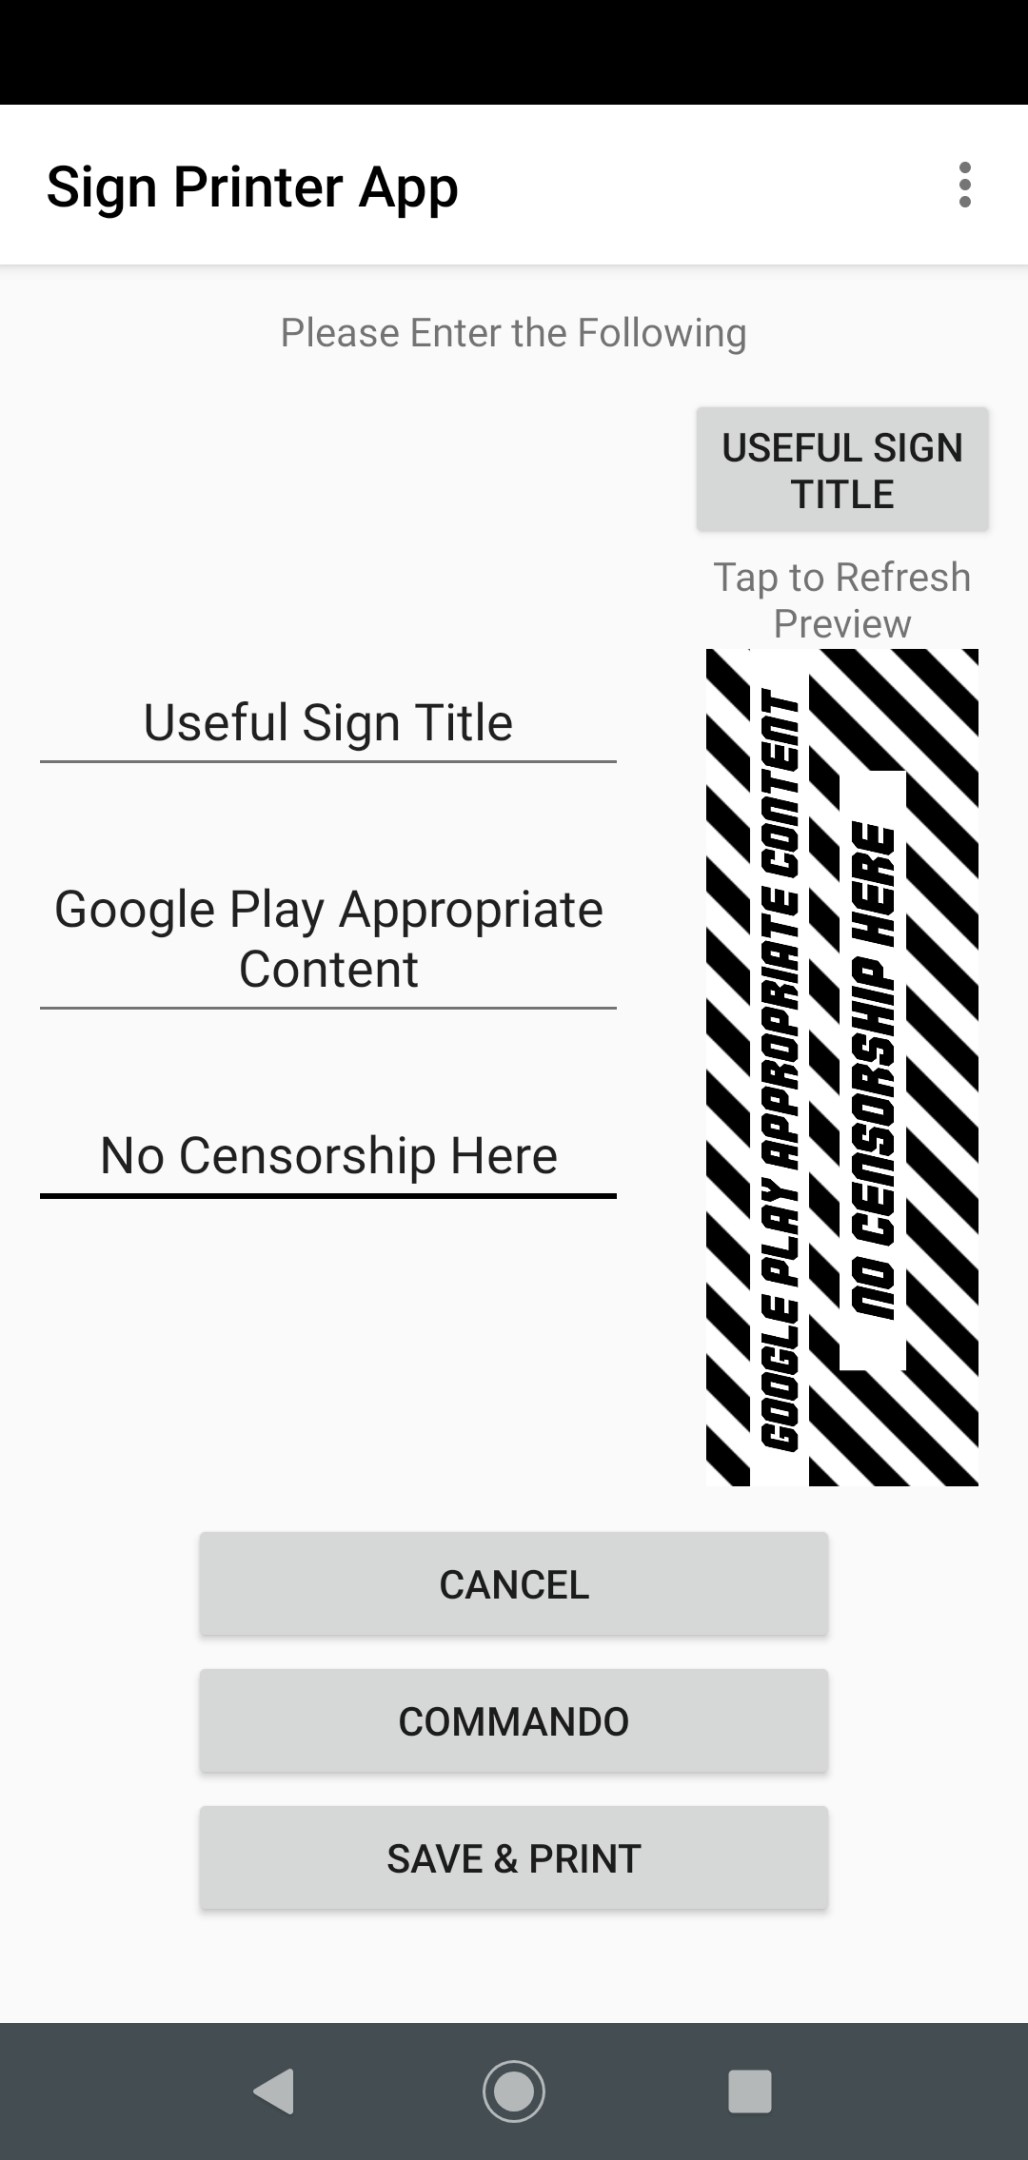 Sign Printer App
Please Enter the Following
USEFUL SIGN
TITLE
Tap to Refresh
Preview
Useful Sign Title
Google Play Appropriate
Content
No Censorship Here
GOOGLE PLAY APPROPRIATE CONTENT
NO CENSORSHIP HERE
CANCEL
COMMANDO
SAVE & PRINT